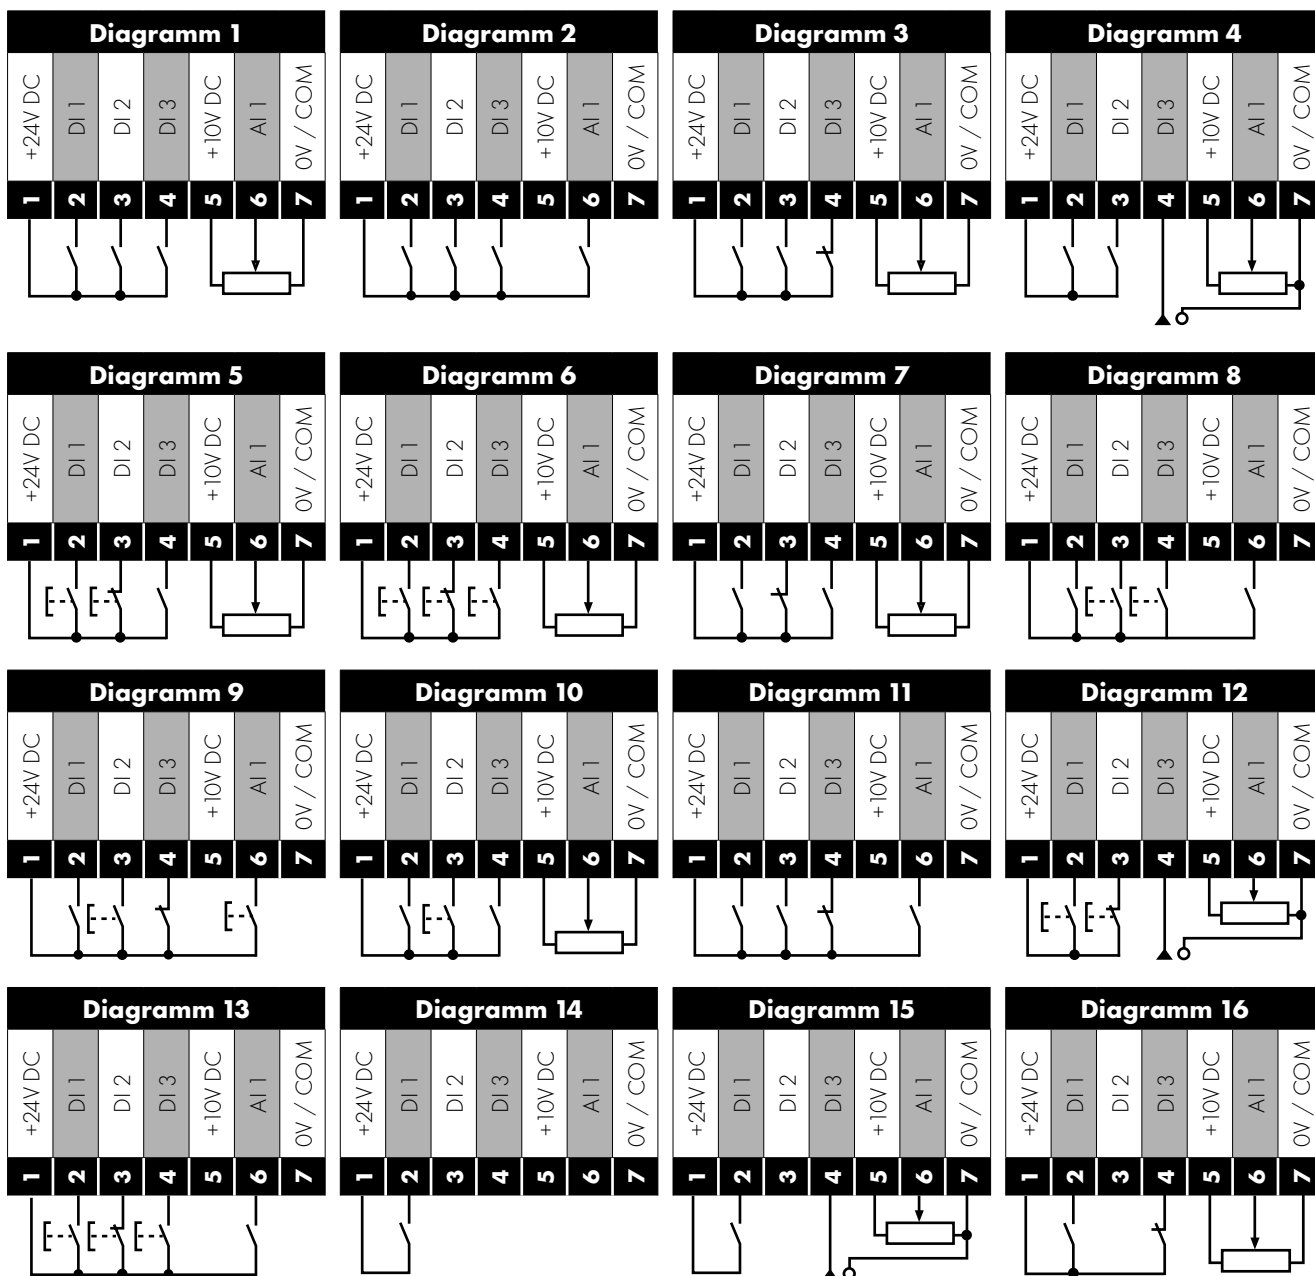 Diagramm 1
+24V DC
DI 1
DI 2
DI 3
+10V DC
AI 1
0V / COM
1
2
3
4
5
6
7
Diagramm 2
+24V DC
DI 1
DI 2
DI 3
+10V DC
AI 1
0V / COM
1
2
3
4
5
6
7
Diagramm 3
+24V DC
DI 1
DI 2
DI 3
+10V DC
AI 1
0V / COM
1
2
3
4
5
6
7
Diagramm 4
+24V DC
DI 1
DI 2
DI 3
+10V DC
AI 1
0V / COM
1
2
3
4
5
6
7
Diagramm 5
+24V DC
DI 1
DI 2
DI 3
+10V DC
AI 1
0V / COM
1
2
3
4
5
6
7
Diagramm 6
+24V DC
DI 1
DI 2
DI 3
+10V DC
AI 1
0V / COM
1
2
3
4
5
6
7
Diagramm 7
+24V DC
DI 1
DI 2
DI 3
+10V DC
AI 1
0V / COM
1
2
3
4
5
6
7
Diagramm 8
+24V DC
DI 1
DI 2
DI 3
+10V DC
AI 1
0V / COM
1
2
3
4
5
6
7
Diagramm 9
+24V DC
DI 1
DI 2
DI 3
+10V DC
AI 1
0V / COM
1
2
3
4
5
6
7
Diagramm 10
+24V DC
DI 1
DI 2
DI 3
+10V DC
AI 1
0V / COM
1
2
3
4
5
6
7
Diagramm 11
+24V DC
DI 1
DI 2
DI 3
+10V DC
AI 1
0V / COM
1
2
3
4
5
6
7
Diagramm 12
+24V DC
DI 1
DI 2
DI 3
+10V DC
AI 1
0V / COM
1
2
3
4
5
6
7
Diagramm 13
+24V DC
DI 1
DI 2
DI 3
+10V DC
AI 1
0V / COM
1
2
3
4
5
6
7
Diagramm 14
+24V DC
DI 1
DI 2
DI 3
+10V DC
AI 1
0V / COM
1
2
3
4
5
6
7
Diagramm 15
+24V DC
DI 1
DI 2
DI 3
+10V DC
AI 1
0V / COM
1
2
3
4
5
6
7
Diagramm 16
+24V DC
DI 1
DI 2
DI 3
+10V DC
AI 1
0V / COM
1
2
3
4
5
6
7